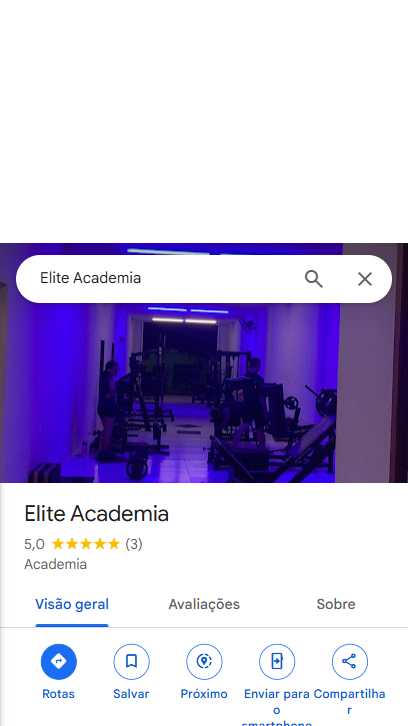 Elite Academia
Elite Academia
5,0 (3)
Academia
Visão geral Avaliações Sobre
Rotas Salvar Próximo Enviar para o smartphone Compartilhar